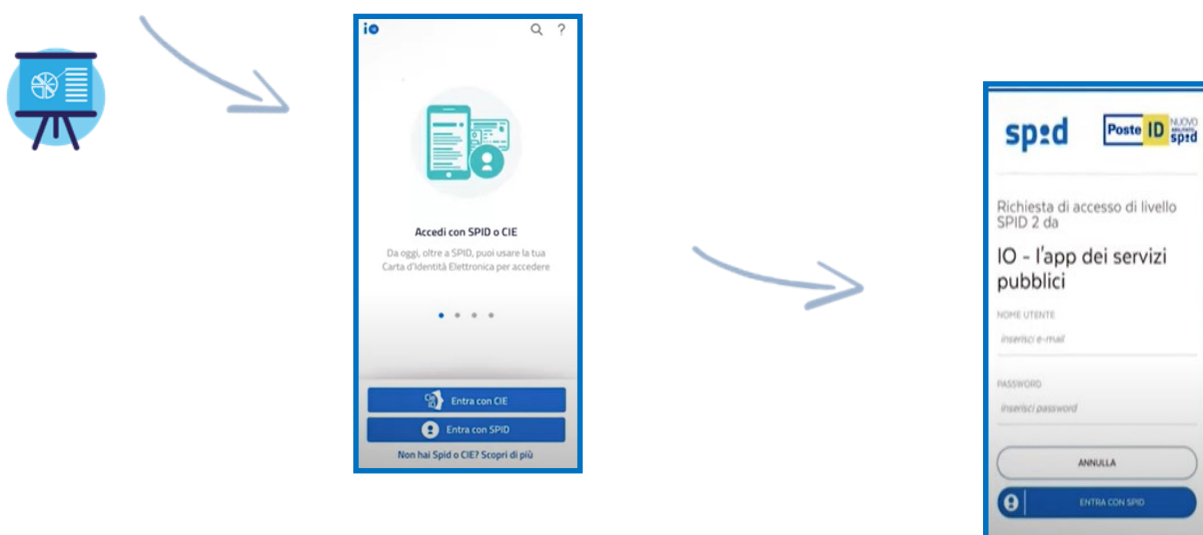 io
?
Accedi con SPID o CIE
Da oggi, oltre a SPID, puoi usare la tua
Carta d'Identità Elettronica per accedere
Entra con CIE
Entra con SPID
Non hai Spid o CIE? Scopri di più
spid
Poste ID NUOVO
spid
Richiesta di accesso di livello
SPID 2 da
IO - l'app dei servizi
pubblici
NOME UTENTE
inserisci e-mail
PASSWORD
inserisci password
ANNULLA
ENTRA CON SPID